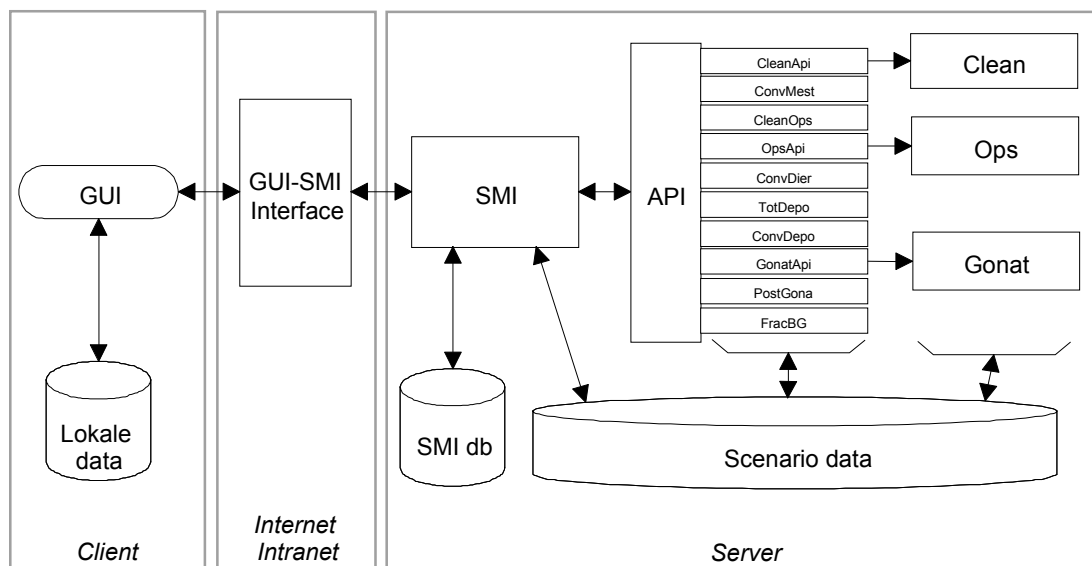 GUI
Lokale
data
Client
GUI-SMI
Interface
Internet
Intranet
SMI
SMI db
API
CleanApi
ConvMest
CleanOps
OpsApi
ConvDier
TotDepo
ConvDepo
GonatApi
PostGona
FracBG
Clean
Ops
Gonat
Scenario data
Server